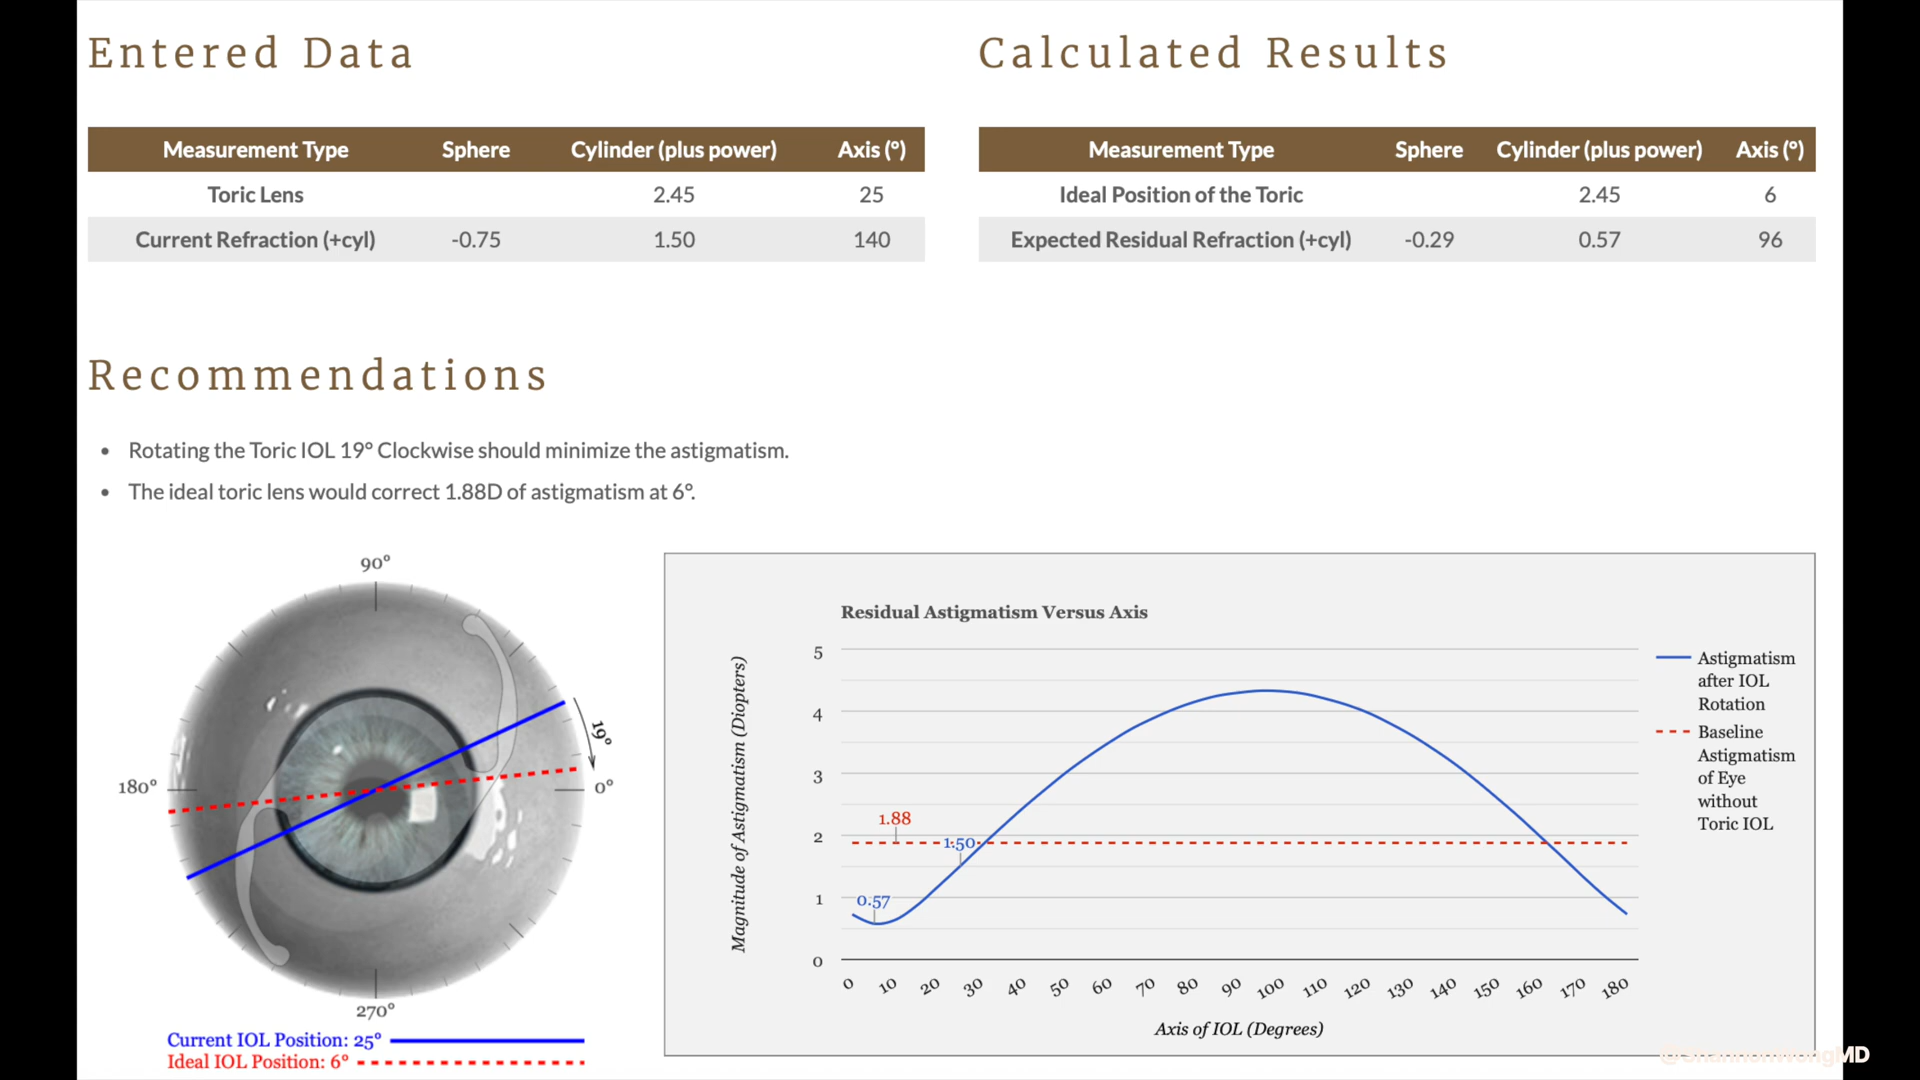 Entered Data
Measurement Type Sphere Cylinder (plus power) Axis (°)
Toric Lens 2.45 25
Current Refraction (+cyl) -0.75 1.50 140
Calculated Results
Measurement Type Sphere Cylinder (plus power) Axis (°)
Ideal Position of the Toric 2.45 6
Expected Residual Refraction (+cyl) -0.29 0.57 96
Recommendations
• Rotating the Toric IOL 19° Clockwise should minimize the astigmatism.
• The ideal toric lens would correct 1.88D of astigmatism at 6°.
90°
19°
180°
0°
270°
Current IOL Position: 25°
Ideal IOL Position: 6°
Residual Astigmatism Versus Axis
Magnitude of Astigmatism (Diopters)
5
4
3
2
1
0
1.88
1.50
0.57
0 10 20 30 40 50 60 70 80 90 100 110 120 130 140 150 160 170 180
Axis of IOL (Degrees)
Astigmatism
after IOL
Rotation
Baseline
Astigmatism
of Eye
without
Toric IOL
@ShannonWongMD